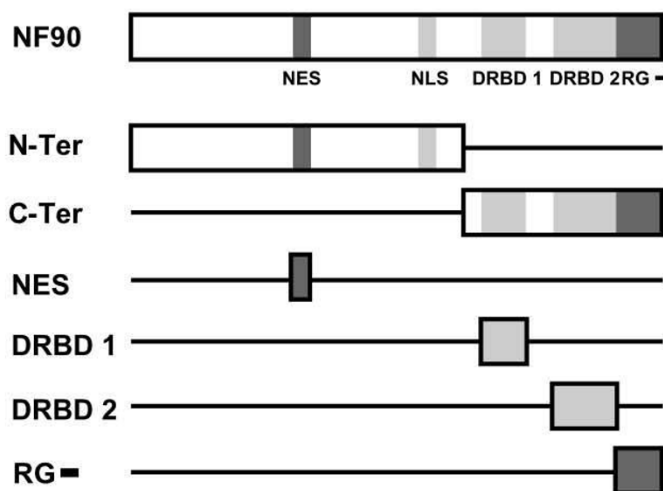 NF90
NES NLS DRBD 1 DRBD 2 RG
N-Ter
C-Ter
NES
DRBD 1
DRBD 2
RG